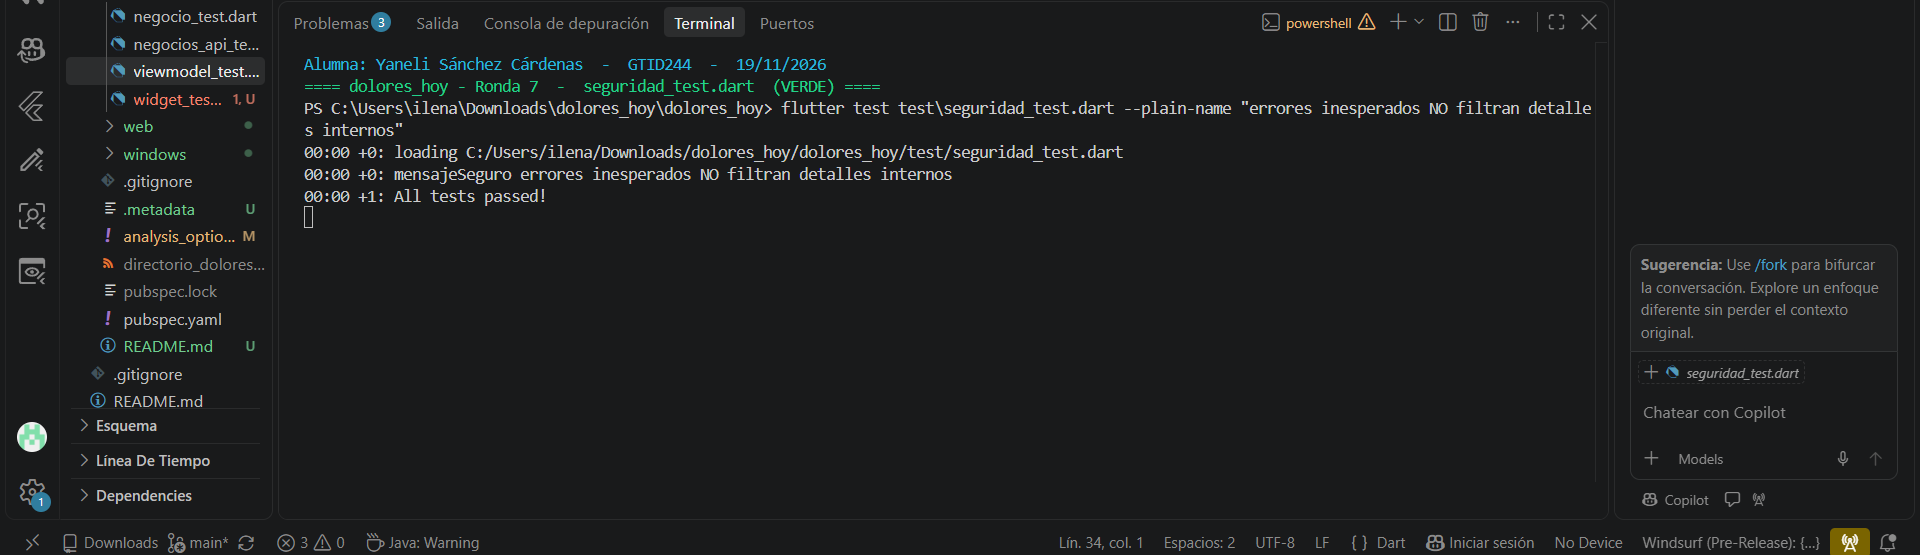 negocio_test.dart
negocios_api_te...
viewmodel_test....
widget_tes... 1, U
web
windows
.gitignore
.metadata U
analysis_optio... M
directorio_dolores...
pubspec.lock
pubspec.yaml
README.md U
.gitignore
README.md
Esquema
Línea De Tiempo
Dependencies
1
Problemas 3 Salida Consola de depuración Terminal Puertos
powershell
Alumna: Yaneli Sánchez Cárdenas - GTID244 - 19/11/2026
==== dolores_hoy - Ronda 7 - seguridad_test.dart (VERDE) ====
PS C:\Users\ilena\Downloads\dolores_hoy\dolores_hoy> flutter test test\seguridad_test.dart --plain-name "errores inesperados NO filtran detalle
s internos"
00:00 +0: loading C:/Users/ilena/Downloads/dolores_hoy/dolores_hoy/test/seguridad_test.dart
00:00 +0: mensajeSeguro errores inesperados NO filtran detalles internos
00:00 +1: All tests passed!
Sugerencia: Use /fork para bifurcar
la conversación. Explore un enfoque
diferente sin perder el contexto
original.
seguridad_test.dart
Chatear con Copilot
Models
Copilot
Downloads main* 3 0 Java: Warning Lín. 34, col. 1 Espacios: 2 UTF-8 LF { } Dart Iniciar sesión No Device Windsurf (Pre-Release): {...}